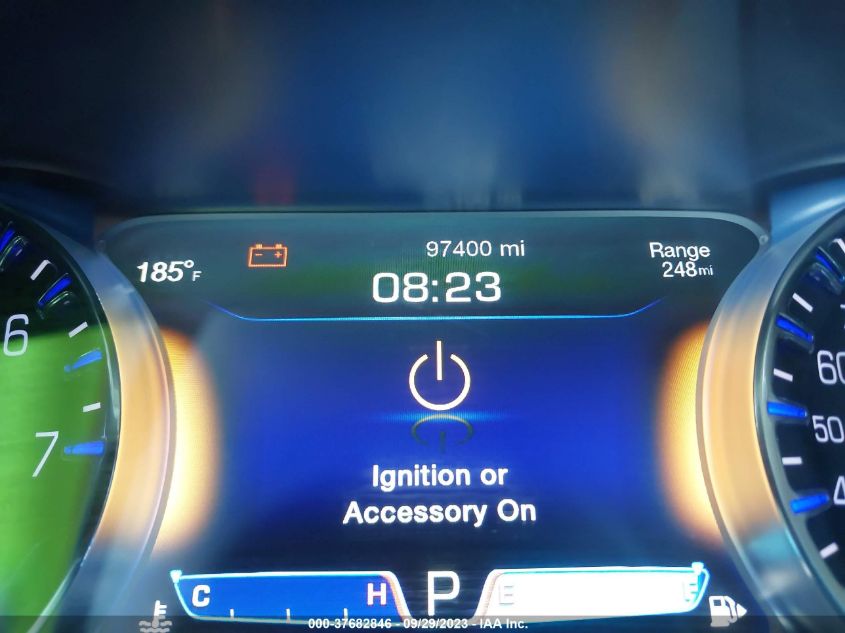 97400 mi
185°F
08:23
Range
248mi
6
7
60
50
4
Ignition or
Accessory On
C H P E F
000-37682846 - 09/29/2023 - IAA Inc.